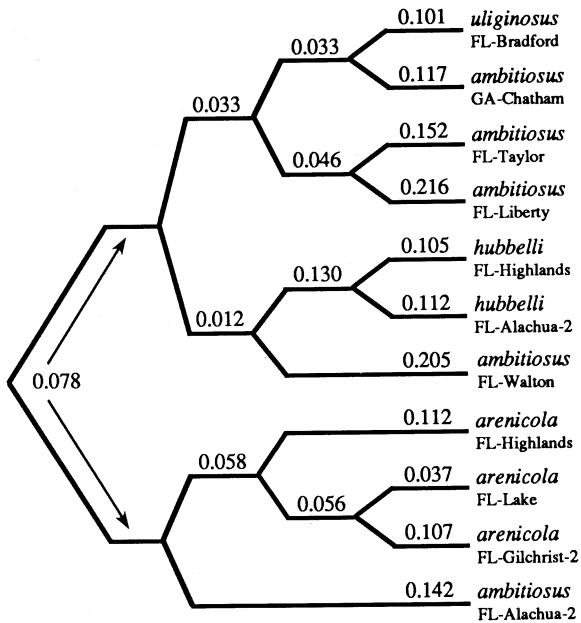 0.101 uliginosus
FL-Bradford
0.033
0.117 ambitiosus
GA-Chatham
0.033
0.152 ambitiosus
FL-Taylor
0.046
0.216 ambitiosus
FL-Liberty
0.105 hubbelli
FL-Highlands
0.130
0.112 hubbelli
FL-Alachua-2
0.012
0.205 ambitiosus
FL-Walton
0.078
0.112 arenicola
FL-Highlands
0.058
0.037 arenicola
FL-Lake
0.056
0.107 arenicola
FL-Gilchrist-2
0.142 ambitiosus
FL-Alachua-2